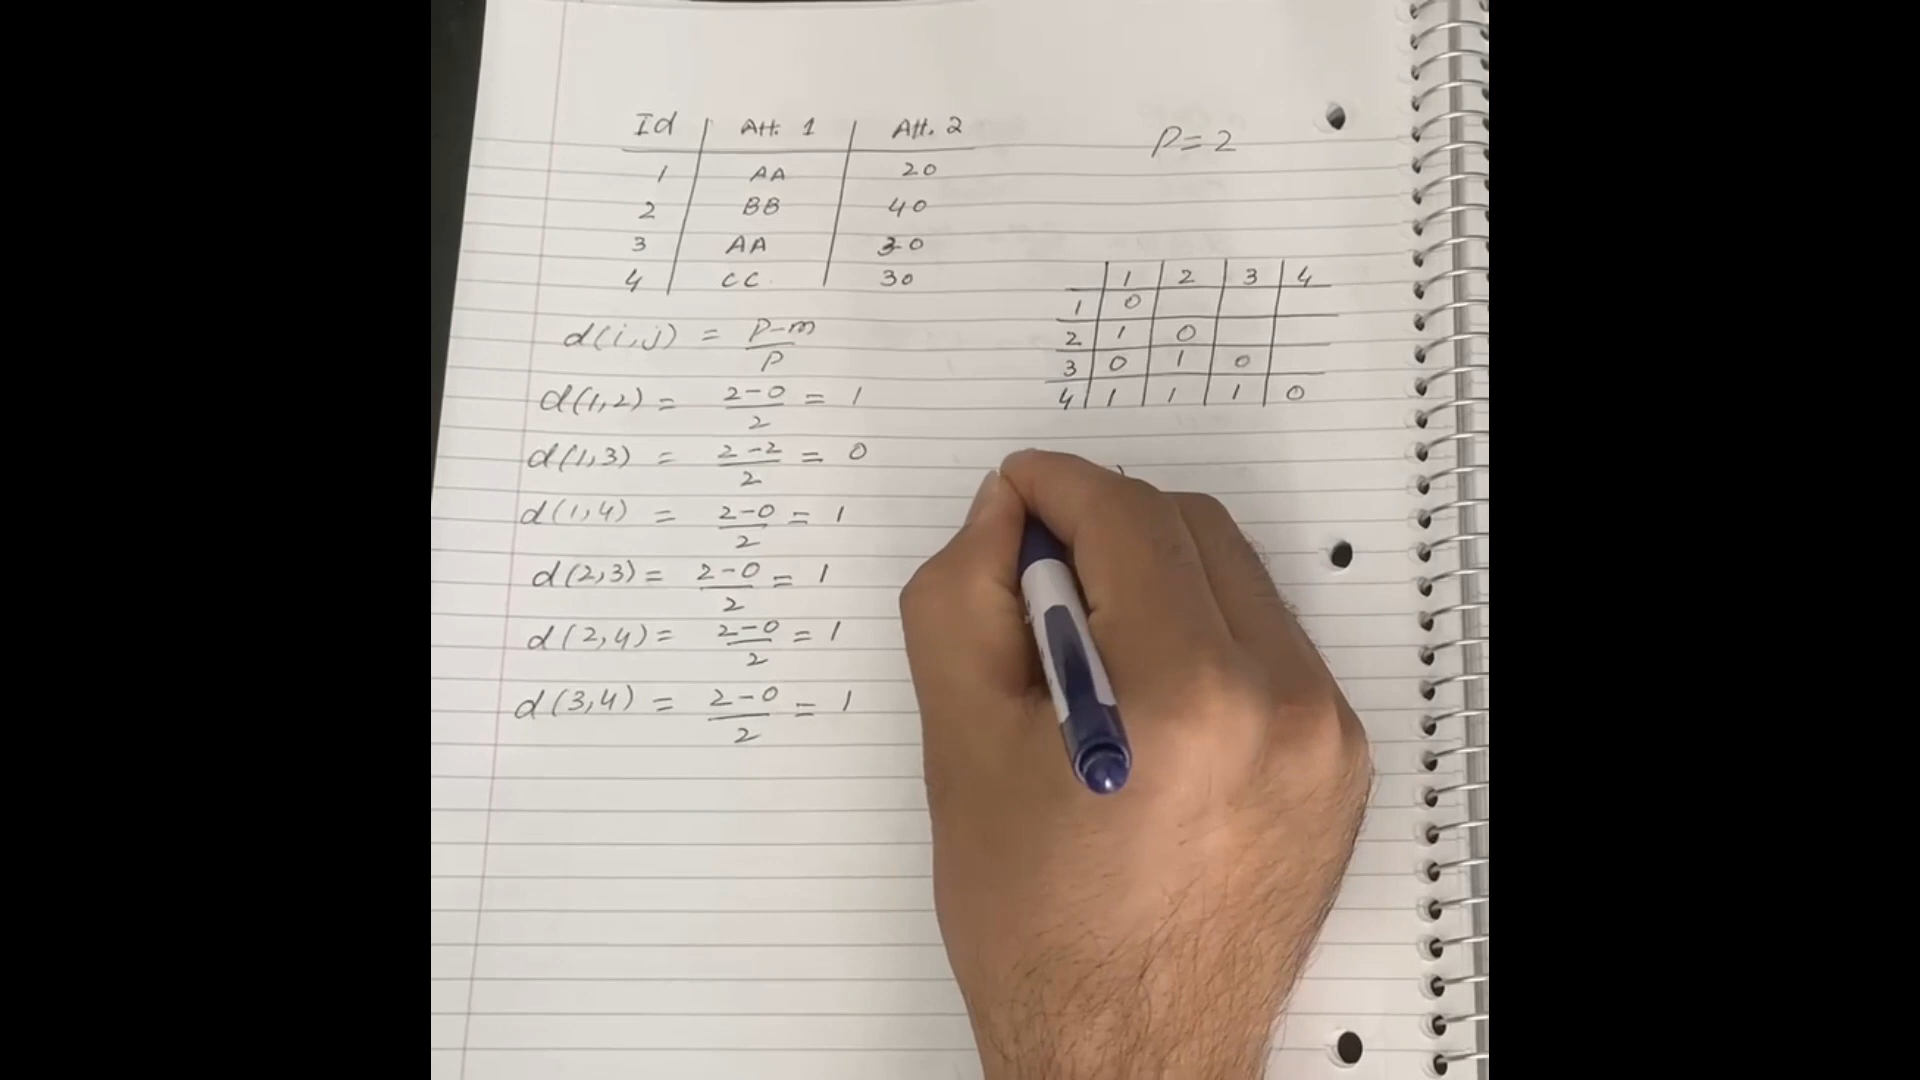 Id Att. 1 Att. 2
1 AA 20
2 BB 40
3 AA 20
4 CC 30
P=2
1 2 3 4
1 0
2 1 0
3 0 1 0
4 1 1 1 0
d(i,j) = P-m/P
d(1,2) = 2-0/2 = 1
d(1,3) = 2-2/2 = 0
d(1,4) = 2-0/2 = 1
d(2,3) = 2-0/2 = 1
d(2,4) = 2-0/2 = 1
d(3,4) = 2-0/2 = 1